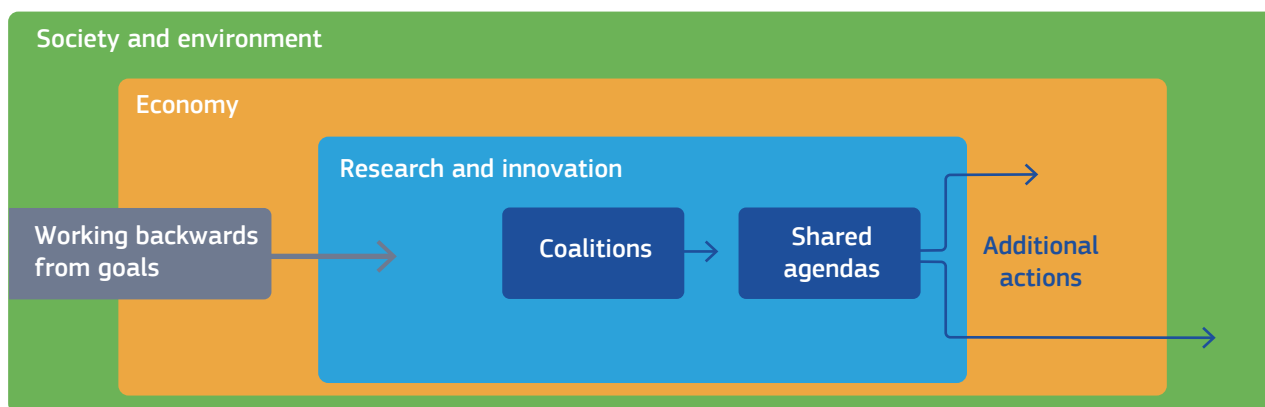 Society and environment
Economy
Research and innovation
Working backwards
from goals
Coalitions
Shared
agendas
Additional
actions